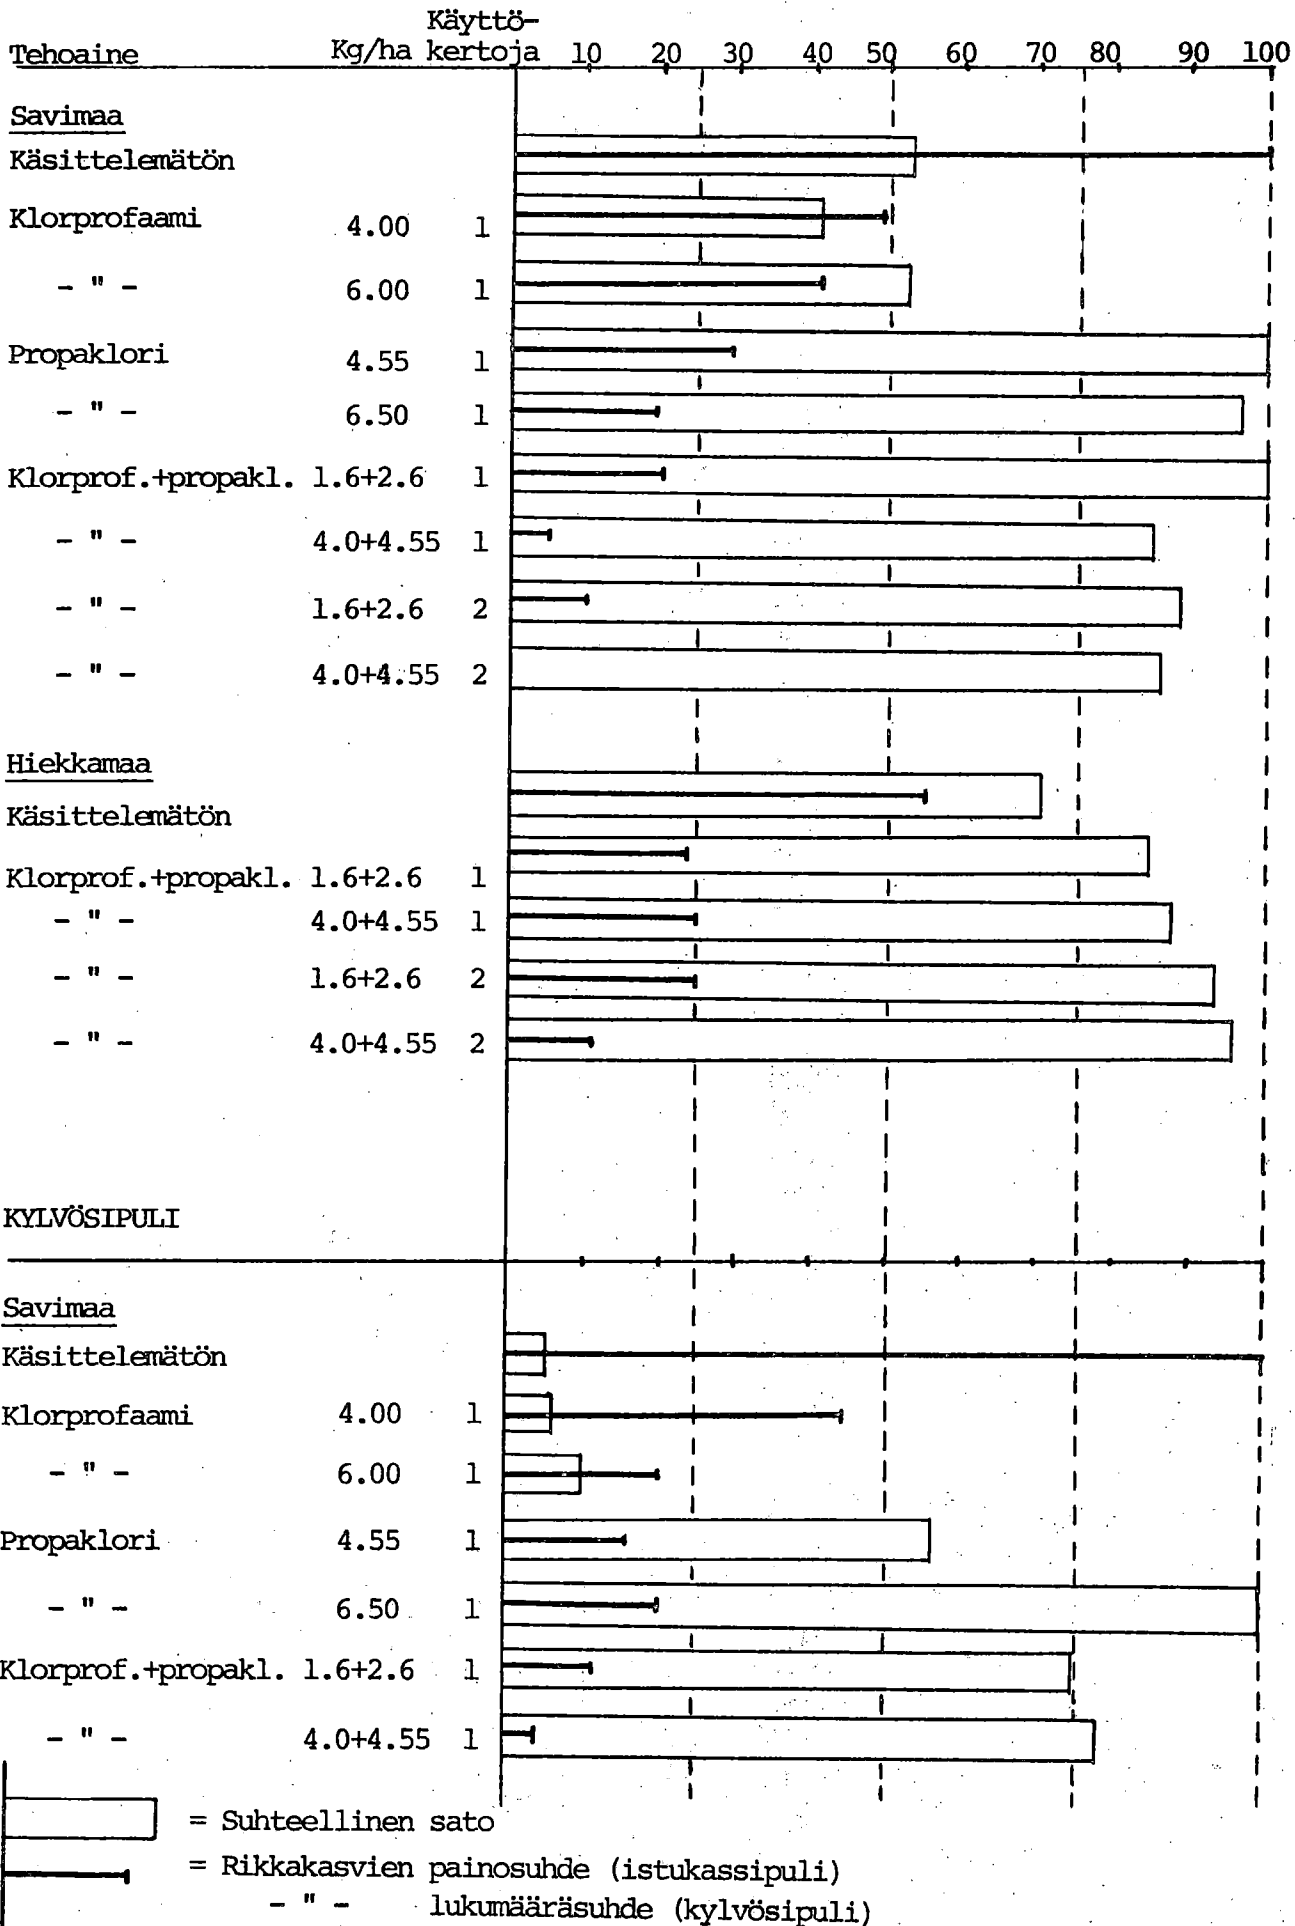 Käyttö-
Tehoaine Kg/ha kertoja 10 20 30 40 50 60 70 80 90 100
Savimaa
Käsittelemätön
Klorprofaami 4.00 1
- " - 6.00 1
Propaklori 4.55 1
- " - 6.50 1
Klorprof.+propakl. 1.6+2.6 1
- " - 4.0+4.55 1
- " - 1.6+2.6 2
- " - 4.0+4.55 2
Hiekkamaa
Käsittelemätön
Klorprof.+propakl. 1.6+2.6 1
- " - 4.0+4.55 1
- " - 1.6+2.6 2
- " - 4.0+4.55 2
KYLVÖSIPULI
Savimaa
Käsittelemätön
Klorprofaami 4.00 1
- " - 6.00 1
Propaklori 4.55 1
- " - 6.50 1
Klorprof.+propakl. 1.6+2.6 1
- " - 4.0+4.55 1
= Suhteellinen sato
= Rikkakasvien painosuhde (istukassipuli)
- " - lukumääräsuhde (kylvösipuli)